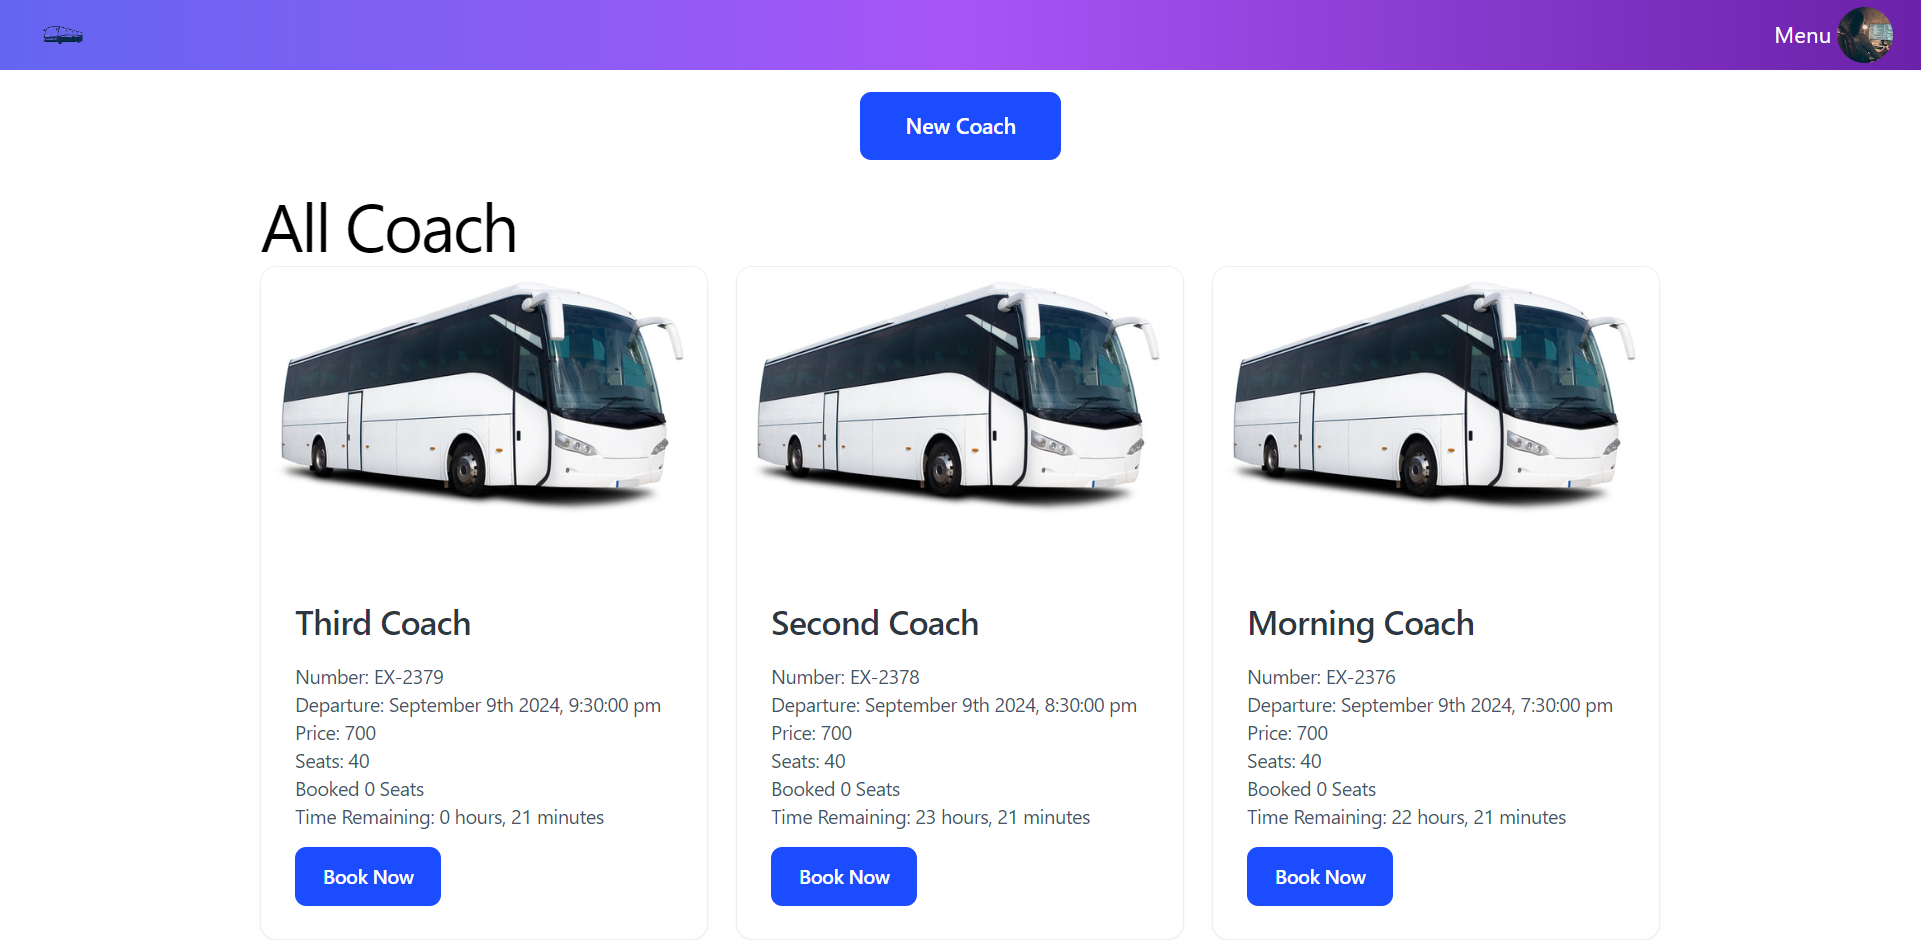 Menu
New Coach
All Coach
Third Coach
Number: EX-2379
Departure: September 9th 2024, 9:30:00 pm
Price: 700
Seats: 40
Booked 0 Seats
Time Remaining: 0 hours, 21 minutes
Book Now
Second Coach
Number: EX-2378
Departure: September 9th 2024, 8:30:00 pm
Price: 700
Seats: 40
Booked 0 Seats
Time Remaining: 23 hours, 21 minutes
Book Now
Morning Coach
Number: EX-2376
Departure: September 9th 2024, 7:30:00 pm
Price: 700
Seats: 40
Booked 0 Seats
Time Remaining: 22 hours, 21 minutes
Book Now